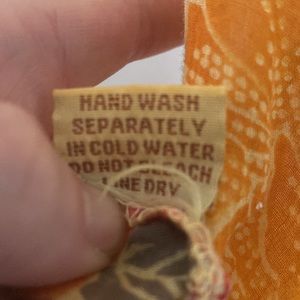 HAND WASH
SEPARATELY
IN COLD WATER
DO NOT BLEACH
LINE DRY